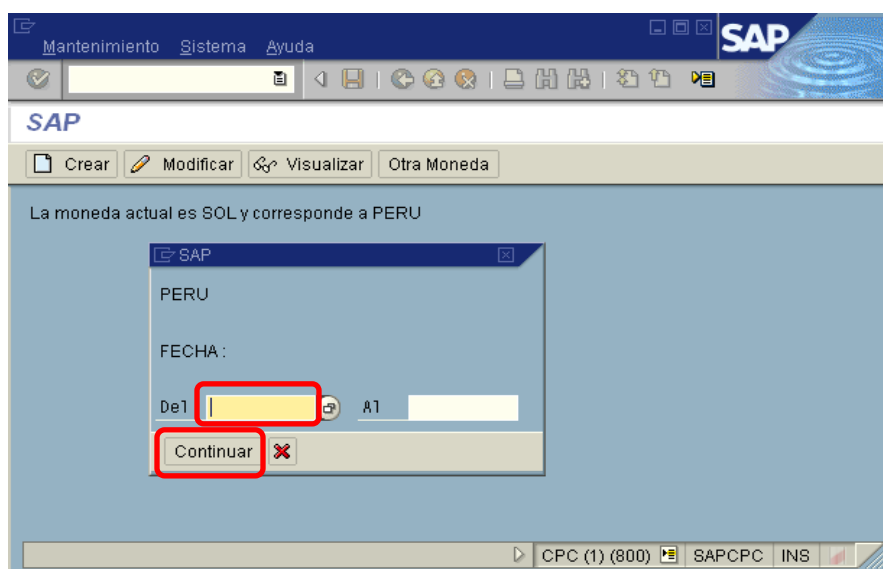 Mantenimiento Sistema Ayuda
SAP
SAP
Crear Modificar Visualizar Otra Moneda
La moneda actual es SOL y corresponde a PERU
SAP
PERU
FECHA :
Del Al
Continuar
CPC (1) (800) SAPCPC INS